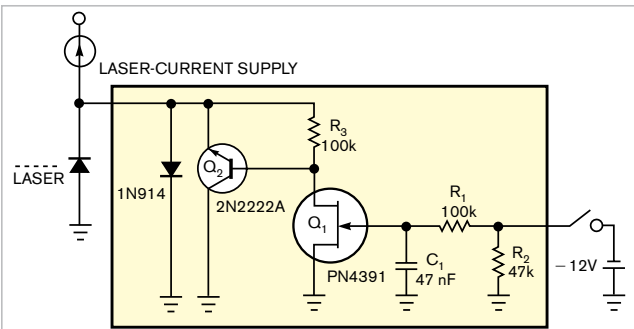 LASER-CURRENT SUPPLY
LASER
1N914
Q2
2N2222A
R3
100k
Q1
PN4391
R1
100k
C1
47 nF
R2
47k
−12V